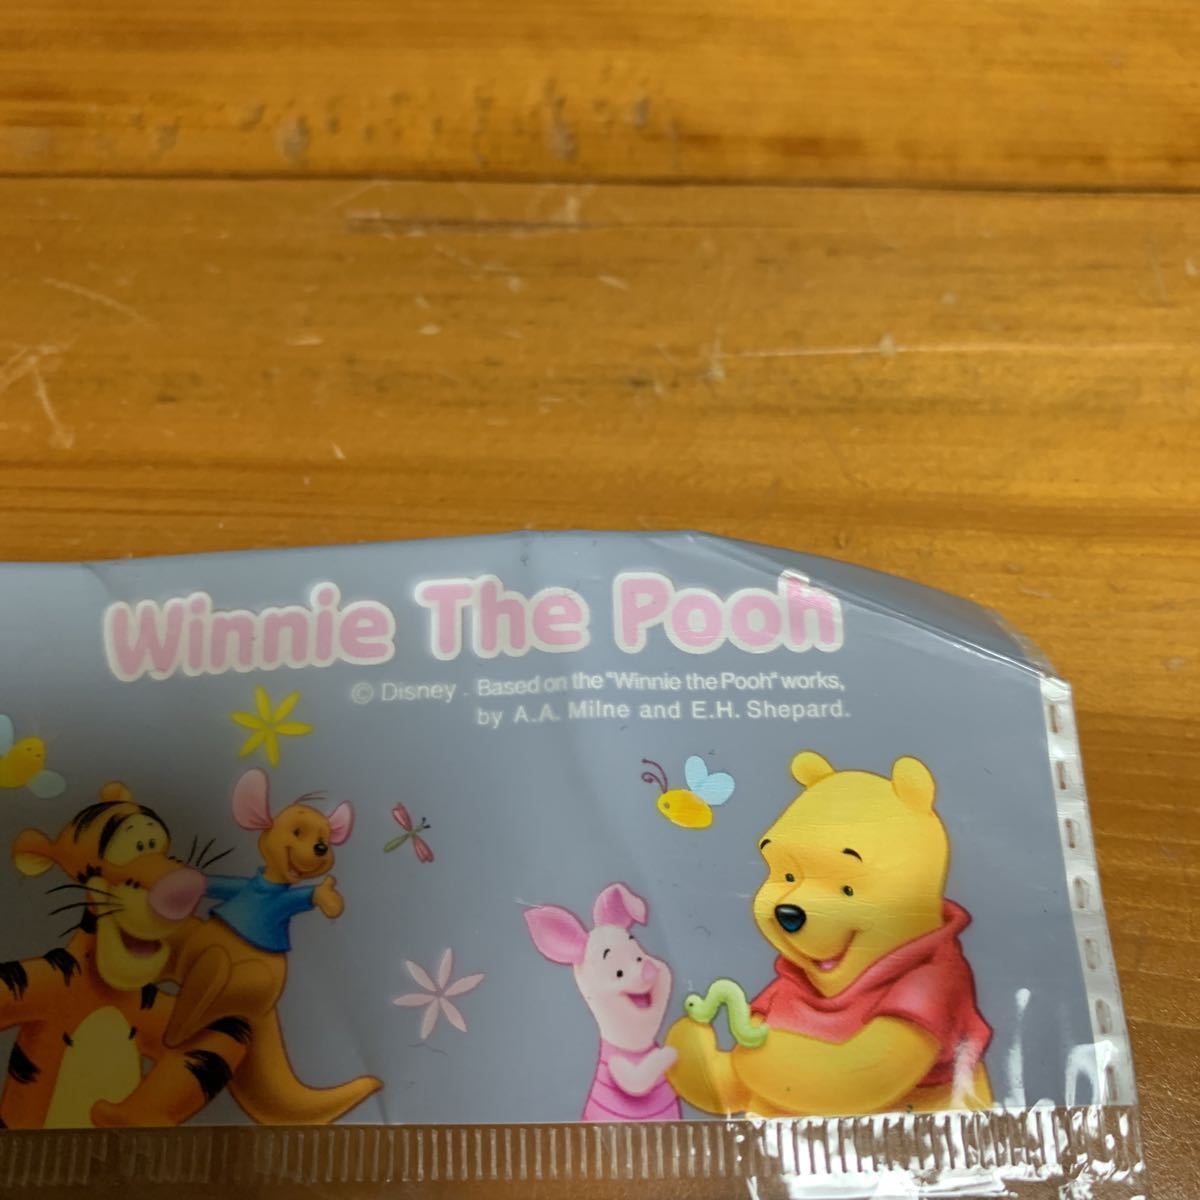 Winnie The Pooh
© Disney . Based on the "Winnie the Pooh" works,
by A.A. Milne and E.H. Shepard.